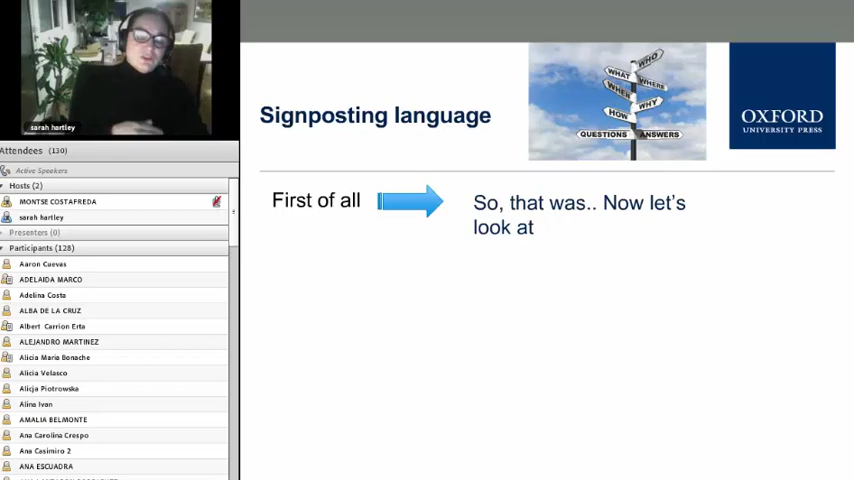 sarah hartley
Attendees (130)
Active Speakers
Hosts (2)
MONTSE COSTAFREDA
sarah hartley
Presenters (0)
Participants (128)
Aaron Cuevas
ADELAIDA MARCO
Adelina Costa
ALBA DE LA CRUZ
Albert Carrion Erta
ALEJANDRO MARTINEZ
Alicia Maria Bonache
Alicia Velasco
Alicja Piotrowska
Alina Ivan
AMALIA BELMONTE
Ana Carolina Crespo
Ana Casimiro 2
ANA ESCUADRA
Signposting language
WHO
WHAT
WHERE
WHEN
WHY
HOW
QUESTIONS
ANSWERS
OXFORD
UNIVERSITY PRESS
First of all
So, that was.. Now let's
look at